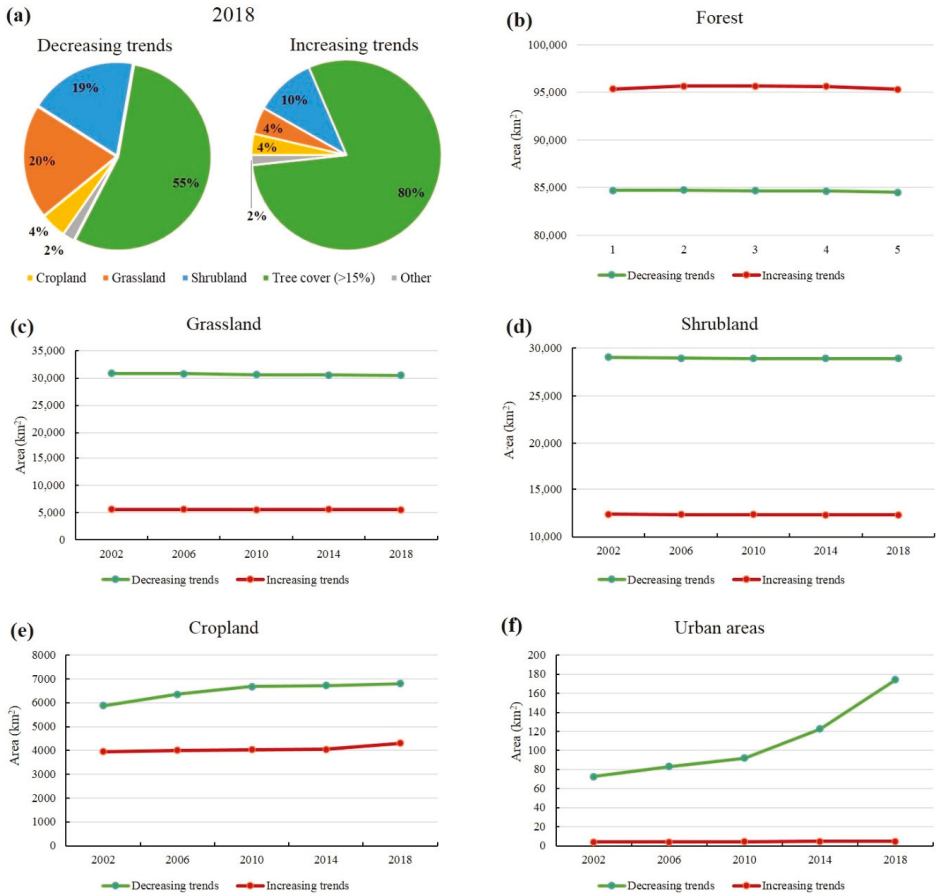 (a)
2018
Decreasing trends
19%
20%
55%
4%
2%
Increasing trends
10%
4%
4%
80%
2%
Cropland Grassland Shrubland Tree cover (>15%) Other
(b)
Forest
Area (km²)
100,000
95,000
90,000
85,000
80,000
1 2 3 4 5
Decreasing trends Increasing trends
(c)
Grassland
Area (km²)
35,000
30,000
25,000
20,000
15,000
10,000
5,000
0
2002 2006 2010 2014 2018
Decreasing trends Increasing trends
(d)
Shrubland
Area (km²)
30,000
25,000
20,000
15,000
10,000
2002 2006 2010 2014 2018
Decreasing trends Increasing trends
(e)
Cropland
Area (km²)
8000
7000
6000
5000
4000
3000
2000
1000
0
2002 2006 2010 2014 2018
Decreasing trends Increasing trends
(f)
Urban areas
Area (km²)
200
180
160
140
120
100
80
60
40
20
0
2002 2006 2010 2014 2018
Decreasing trends Increasing trends